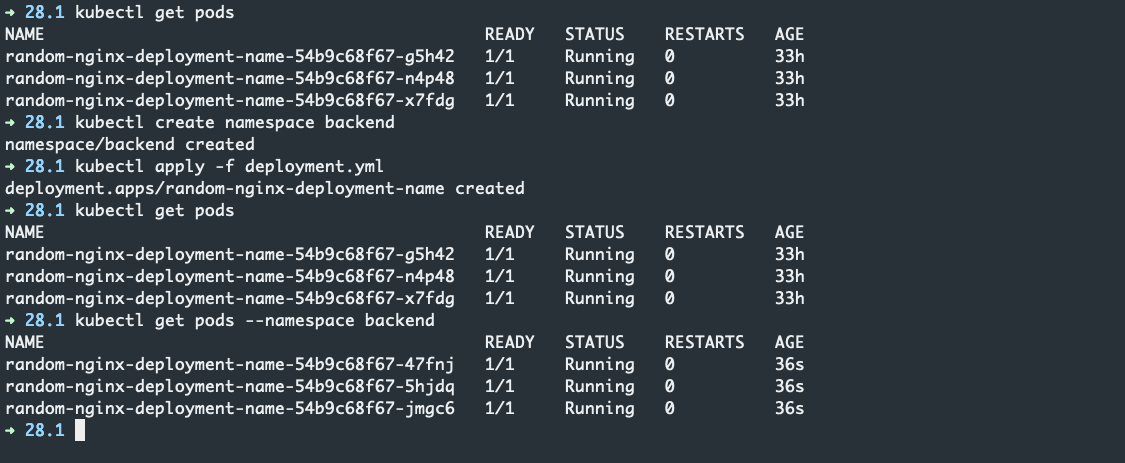 ➜ 28.1 kubectl get pods
NAME READY STATUS RESTARTS AGE
random-nginx-deployment-name-54b9c68f67-g5h42 1/1 Running 0 33h
random-nginx-deployment-name-54b9c68f67-n4p48 1/1 Running 0 33h
random-nginx-deployment-name-54b9c68f67-x7fdg 1/1 Running 0 33h
➜ 28.1 kubectl create namespace backend
namespace/backend created
➜ 28.1 kubectl apply -f deployment.yml
deployment.apps/random-nginx-deployment-name created
➜ 28.1 kubectl get pods
NAME READY STATUS RESTARTS AGE
random-nginx-deployment-name-54b9c68f67-g5h42 1/1 Running 0 33h
random-nginx-deployment-name-54b9c68f67-n4p48 1/1 Running 0 33h
random-nginx-deployment-name-54b9c68f67-x7fdg 1/1 Running 0 33h
➜ 28.1 kubectl get pods --namespace backend
NAME READY STATUS RESTARTS AGE
random-nginx-deployment-name-54b9c68f67-47fnj 1/1 Running 0 36s
random-nginx-deployment-name-54b9c68f67-5hjdq 1/1 Running 0 36s
random-nginx-deployment-name-54b9c68f67-jmgc6 1/1 Running 0 36s
➜ 28.1